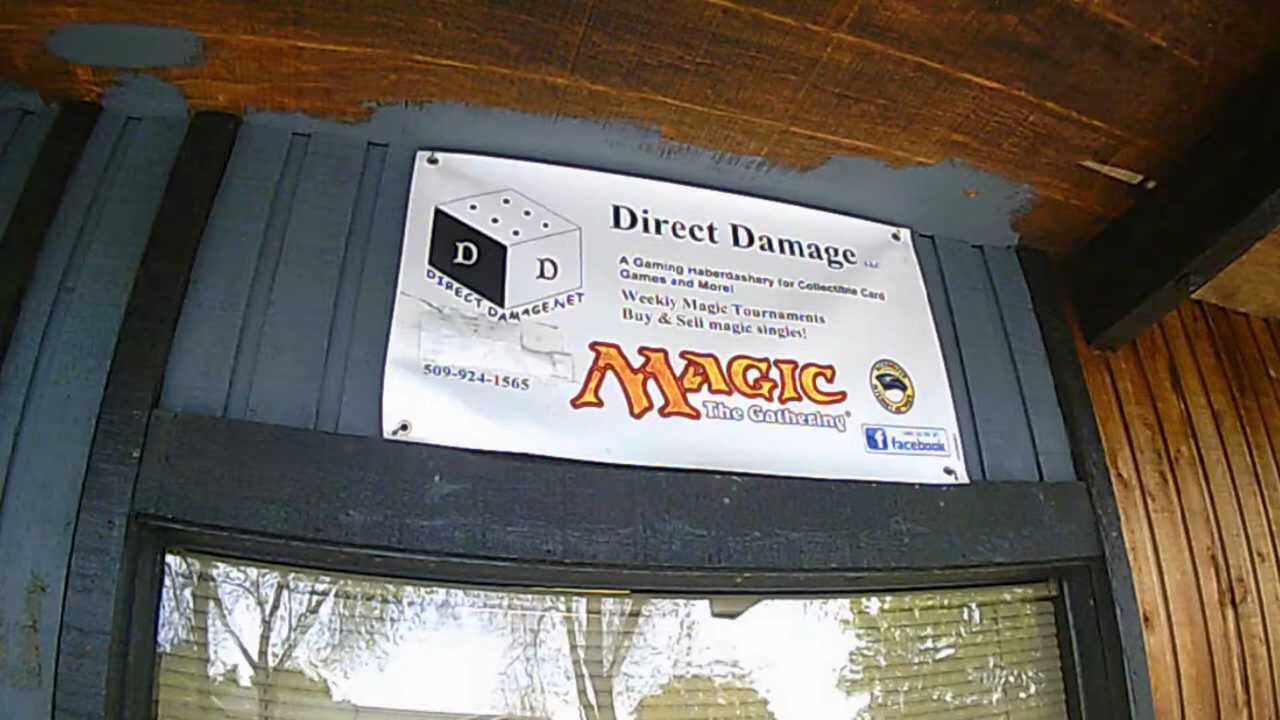 Direct Damage LLC
A Gaming Haberdashery for Collectible Card
Games and More!
Weekly Magic Tournaments
Buy & Sell magic singles!
D D
DIRECT DAMAGE.NET
509-924-1565
MAGIC
The Gathering®
f facebook